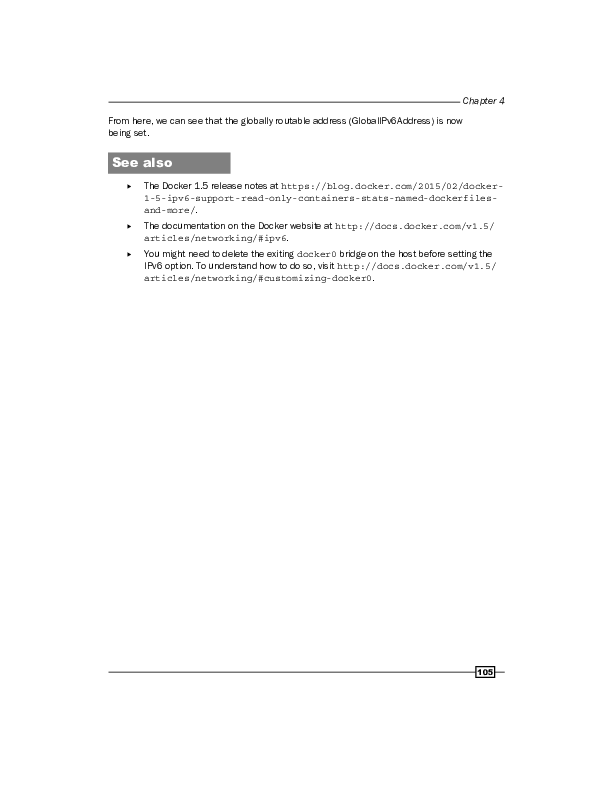 Chapter 4
From here, we can see that the globally routable address (GlobalIPv6Address) is now
being set.
See also
▸ The Docker 1.5 release notes at https://blog.docker.com/2015/02/docker-
1-5-ipv6-support-read-only-containers-stats-named-dockerfiles-
and-more/.
▸ The documentation on the Docker website at http://docs.docker.com/v1.5/
articles/networking/#ipv6.
▸ You might need to delete the exiting docker0 bridge on the host before setting the
IPv6 option. To understand how to do so, visit http://docs.docker.com/v1.5/
articles/networking/#customizing-docker0.
105